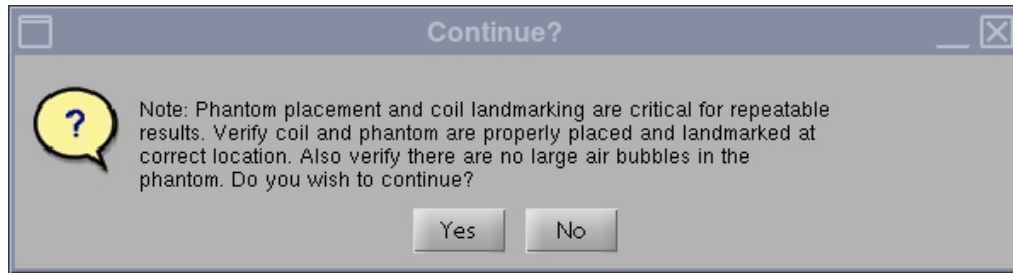 Continue?
?
Note: Phantom placement and coil landmarking are critical for repeatable
results. Verify coil and phantom are properly placed and landmarked at
correct location. Also verify there are no large air bubbles in the
phantom. Do you wish to continue?
Yes No